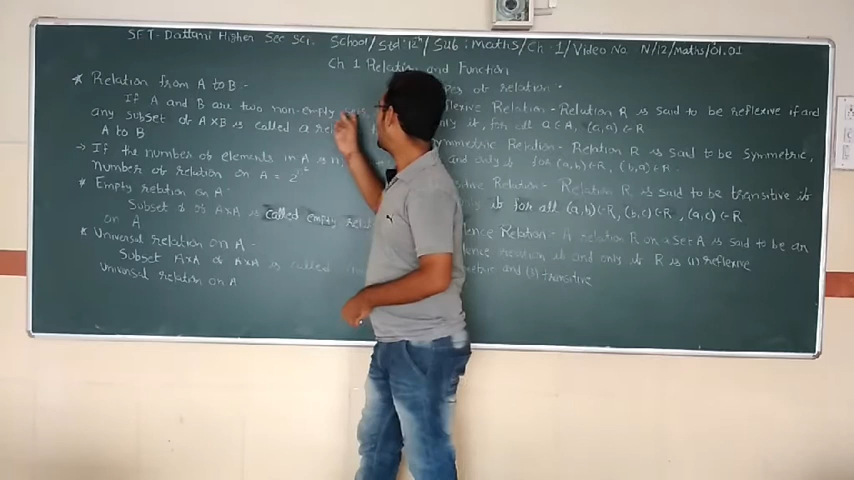 SFT-Dattani Higher Sec Sci. School/Std:12th/Sub: maths/Ch-1/Video No. N/12/Maths/01.01
Ch 1 Relation and Function
* Relation from A to B -
If A and B are two non-empty
any subset of A×B is called a
A to B
→ If the number of elements in A is
number of relation on A =
* Empty relation on A -
Subset of A×A is called empty
on A
* Universal relation on A -
Subset A×A of A×A is called
Universal relation on A
of relation.
Relation - Relation R is said to be reflexive if and
if, for all a∈A, (a,a)∈R
Relation - Relation R is said to be Symmetric,
and only if for (a,b)∈R, (b,a)∈R.
Relation - Relation R is said to be transitive if
if for all (a,b)∈R, (b,c)∈R, (a,c)∈R
Relation - A relation R on a set A is said to be an
relation if and only if R is (i) reflexive
and (ii) transitive